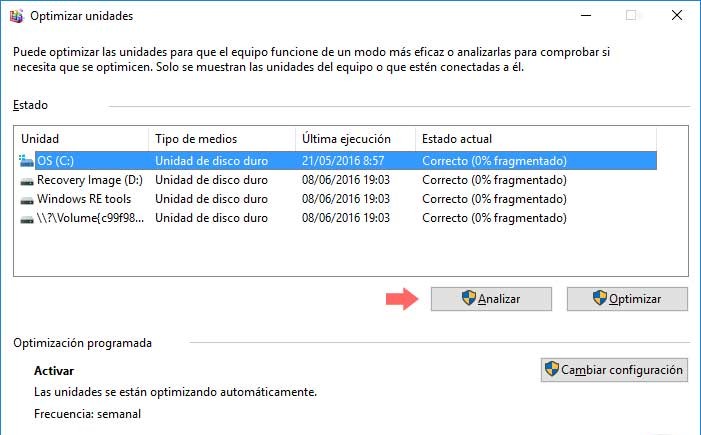 Optimizar unidades
Puede optimizar las unidades para que el equipo funcione de un modo más eficaz o analizarlas para comprobar si
necesita que se optimicen. Solo se muestran las unidades del equipo o que estén conectadas a él.
Estado
Unidad Tipo de medios Última ejecución Estado actual
OS (C:) Unidad de disco duro 21/05/2016 8:57 Correcto (0% fragmentado)
Recovery Image (D:) Unidad de disco duro 08/06/2016 19:03 Correcto (0% fragmentado)
Windows RE tools Unidad de disco duro 08/06/2016 19:03 Correcto (0% fragmentado)
\\?\Volume{c99f98... Unidad de disco duro 08/06/2016 19:03 Correcto (0% fragmentado)
Analizar Optimizar
Optimización programada
Activar Cambiar configuración
Las unidades se están optimizando automáticamente.
Frecuencia: semanal